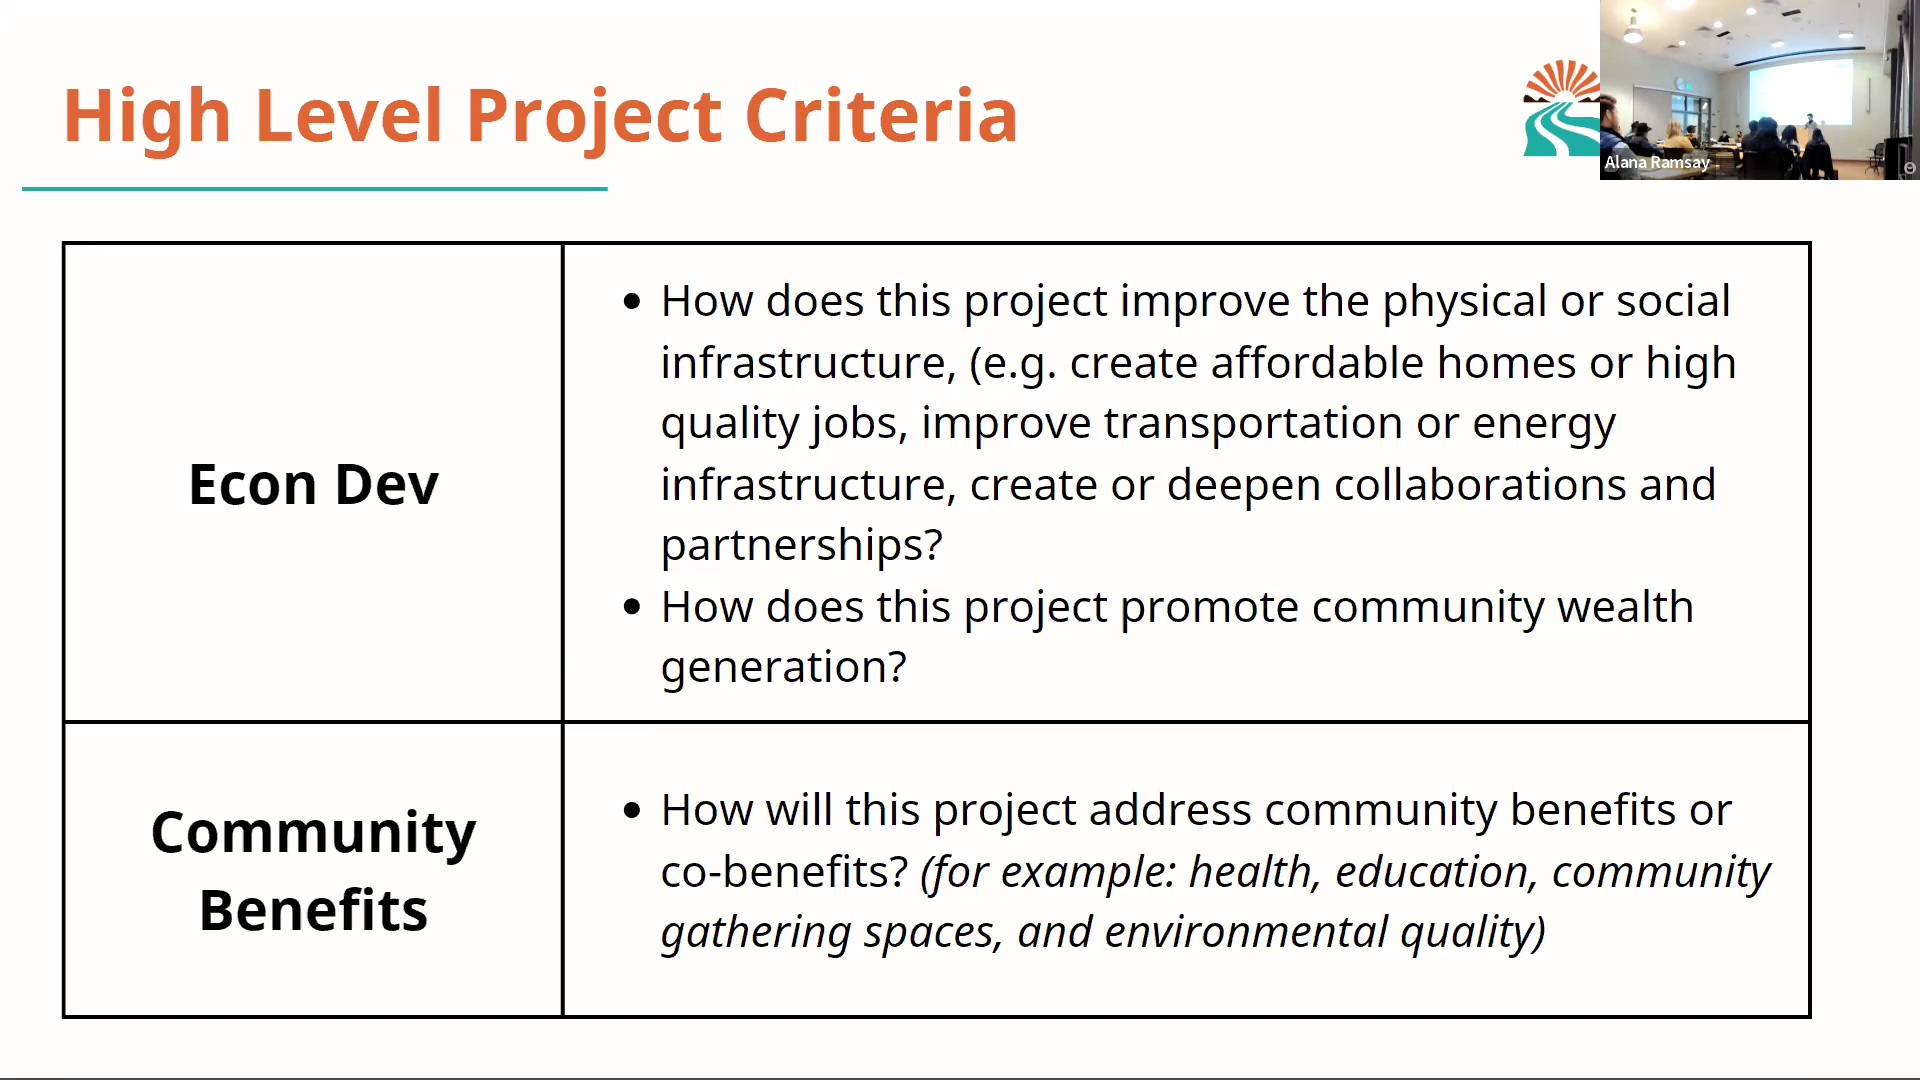 High Level Project Criteria
Alana Ramsay
Econ Dev
• How does this project improve the physical or social
infrastructure, (e.g. create affordable homes or high
quality jobs, improve transportation or energy
infrastructure, create or deepen collaborations and
partnerships?
• How does this project promote community wealth
generation?
Community
Benefits
• How will this project address community benefits or
co-benefits? (for example: health, education, community
gathering spaces, and environmental quality)